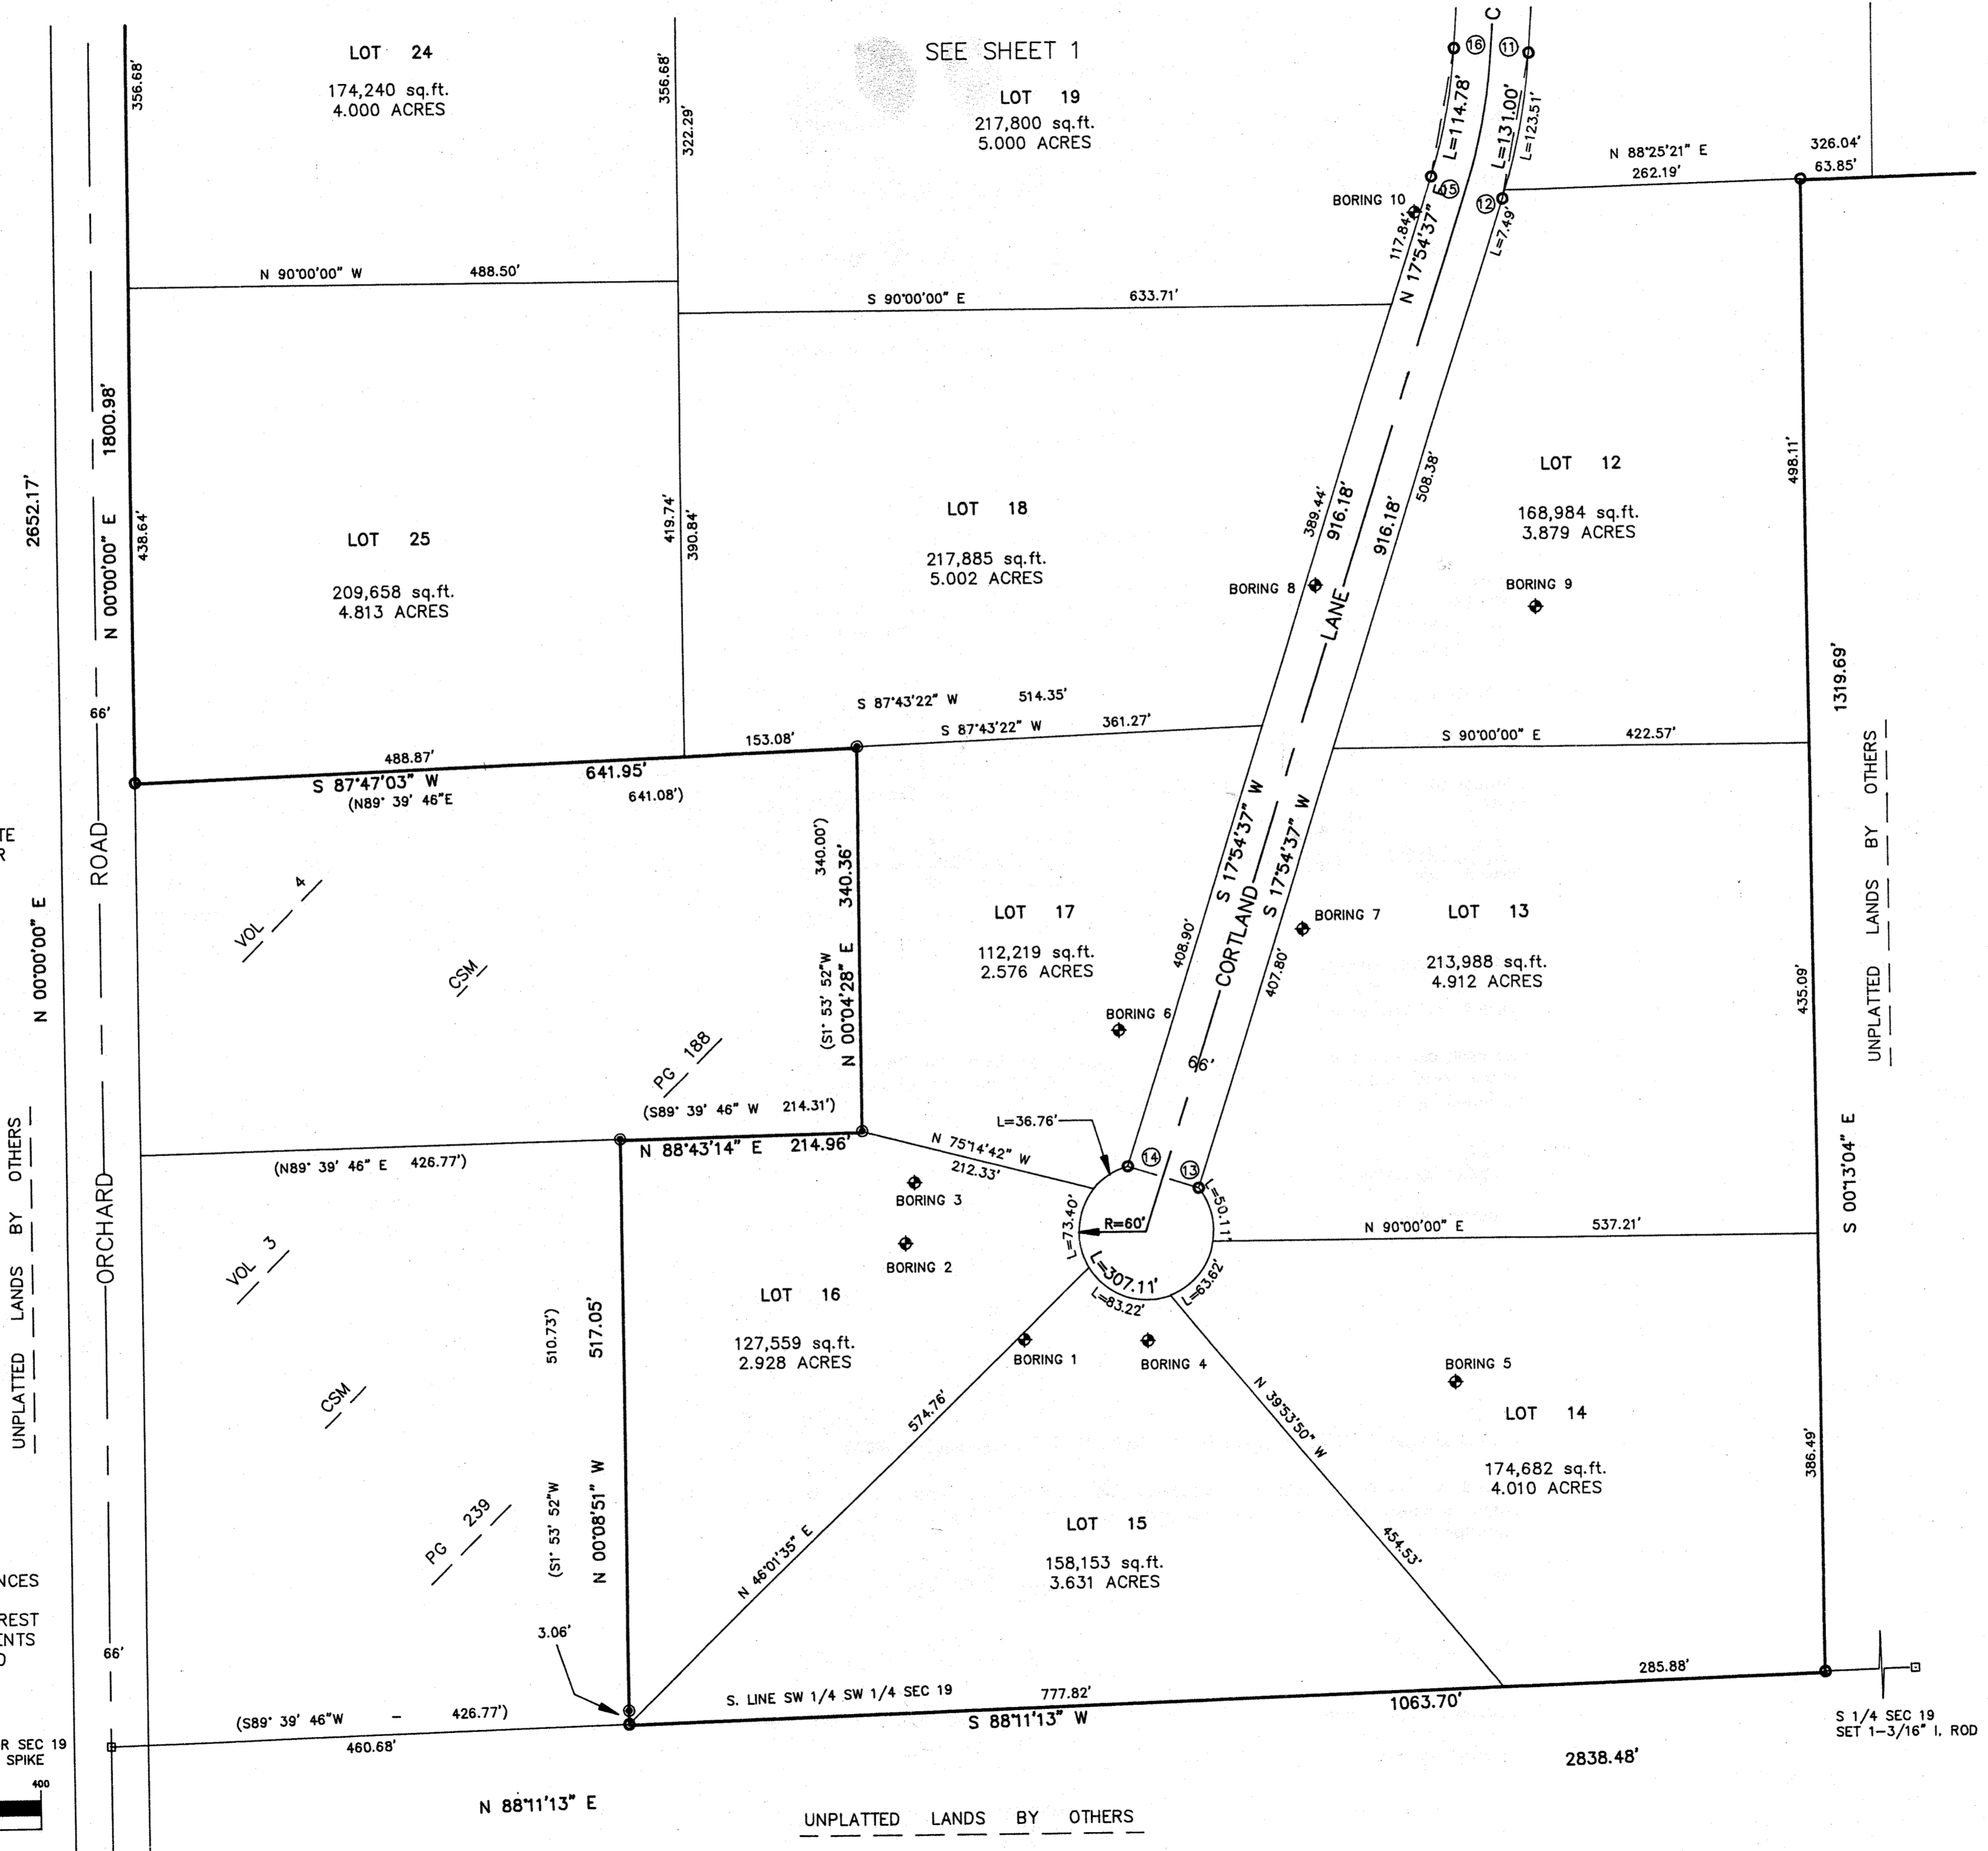 SEE SHEET 1
LOT 24
174,240 sq.ft.
4.000 ACRES
356.68'
356.68'
322.29'
LOT 19
217,800 sq.ft.
5.000 ACRES
C
16
11
L=114.78'
L=131.00'
L=123.51'
N 88°25'21" E
262.19'
326.04'
63.85'
BORING 10
15
12
L=7.49'
117.84'
N 17°54'37" E
N 90°00'00" W 488.50'
S 90°00'00" E 633.71'
2652.17'
N 00°00'00" E 1800.98'
438.64'
LOT 25
209,658 sq.ft.
4.813 ACRES
419.74'
390.84'
LOT 18
217,885 sq.ft.
5.002 ACRES
389.44'
916.18'
916.18'
508.38'
LOT 12
168,984 sq.ft.
3.879 ACRES
498.11'
BORING 8
BORING 9
LANE
1319.69'
66'
S 87°43'22" W 514.35'
S 87°43'22" W 361.27'
153.08'
488.87'
S 87°47'03" W 641.95'
(N89° 39' 46"E 641.08')
S 90°00'00" E 422.57'
UNPLATTED LANDS BY OTHERS
TE
R
ROAD
N 00°00'00" E
VOL 4
CSM
PG 188
340.00')
(S1° 53' 52"W
N 00°04'28" E 340.36'
LOT 17
112,219 sq.ft.
2.576 ACRES
408.90'
S 17°54'37" W
S 17°54'37" W
CORTLAND
407.80'
BORING 7
LOT 13
213,988 sq.ft.
4.912 ACRES
435.09'
BORING 6
66'
(S89° 39' 46" W 214.31')
N 88°43'14" E 214.96'
L=36.76'
N 75°14'42" W
212.33'
14
13
(N89° 39' 46" E 426.77')
UNPLATTED LANDS BY OTHERS
ORCHARD
S 00°13'04" E
BORING 3
BORING 2
L=73.40'
R=60'
L=50.11'
N 90°00'00" E 537.21'
L=307.11'
L=83.22'
L=63.62'
VOL 3
CSM
PG 239
510.73')
(S1° 53' 52"W
517.05'
N 00°08'51" W
LOT 16
127,559 sq.ft.
2.928 ACRES
BORING 1
BORING 4
BORING 5
574.76'
N 46°01'35" E
N 39°53'50" W
454.53'
LOT 14
174,682 sq.ft.
4.010 ACRES
386.49'
LOT 15
158,153 sq.ft.
3.631 ACRES
NCES
REST
ENTS
O
66'
3.06'
(S89° 39' 46"W – 426.77')
460.68'
S. LINE SW 1/4 SW 1/4 SEC 19 777.82'
285.88'
S 88°11'13" W 1063.70'
S 1/4 SEC 19
SET 1-3/16" I. ROD
R SEC 19
SPIKE
400
2838.48'
N 88°11'13" E
UNPLATTED LANDS BY OTHERS